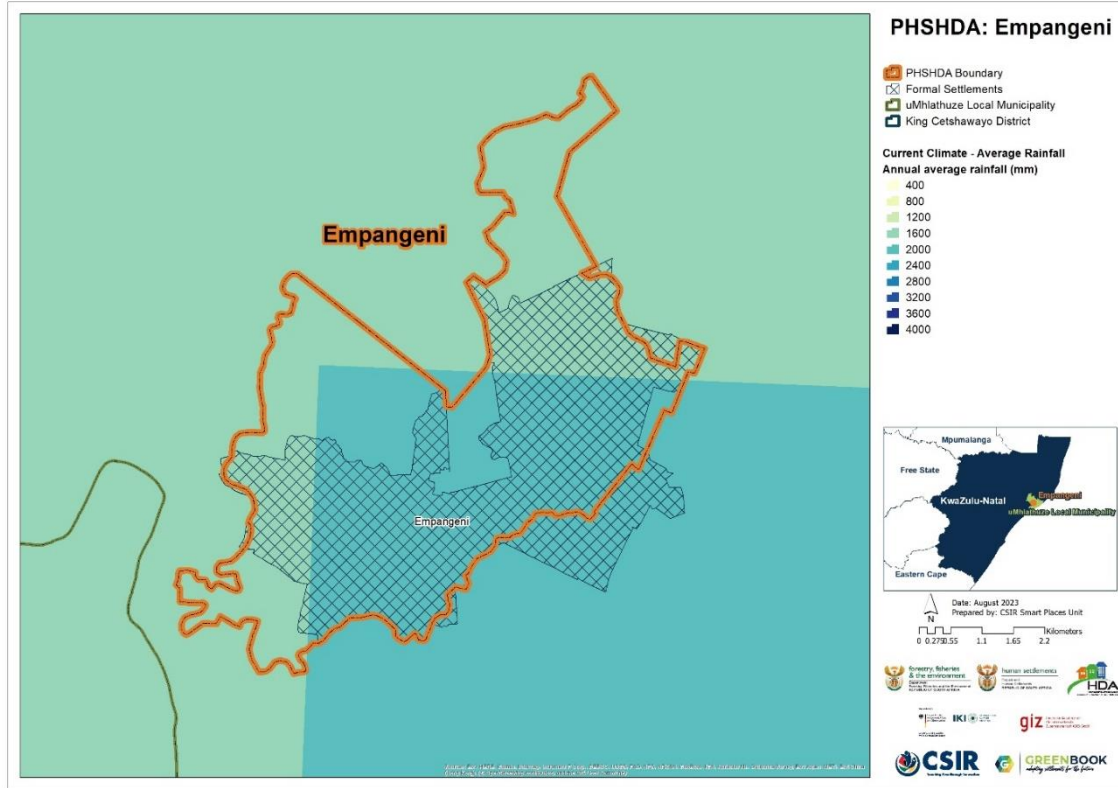 PHSHDA: Empangeni
PHSHDA Boundary
Formal Settlements
uMhlathuze Local Municipality
King Cetshawayo District
Current Climate - Average Rainfall
Annual average rainfall (mm)
400
800
1200
1600
2000
2400
2800
3200
3600
4000
Empangeni
Empangeni
Mpumalanga
Free State
KwaZulu-Natal
Empangeni
uMhlathuze Local Municipality
Eastern Cape
N
Date: August 2023
Prepared by: CSIR Smart Places Unit
Kilometers
0 0.275 0.55 1.1 1.65 2.2
forestry, fisheries
& the environment
human settlements
HDA
IKI
giz
CSIR
GREENBOOK